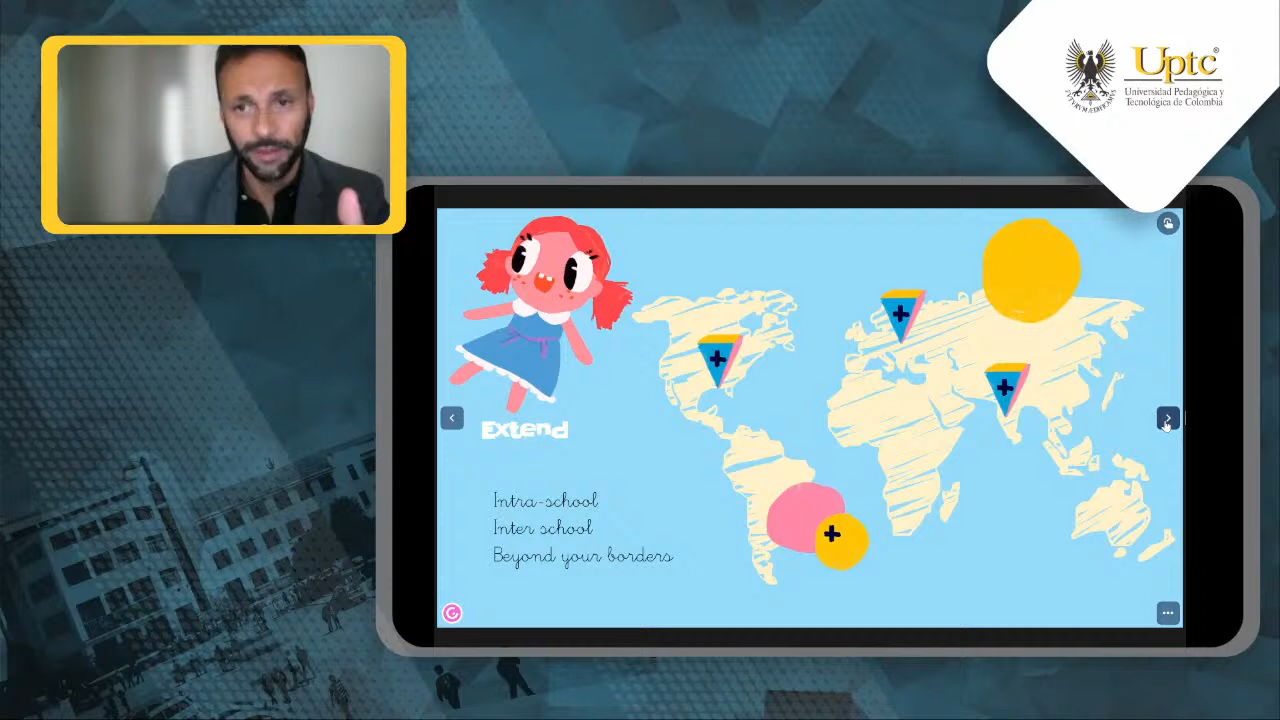 Uptc®
Universidad Pedagógica y
Tecnológica de Colombia
Extend
Intra-school
Inter school
Beyond your borders